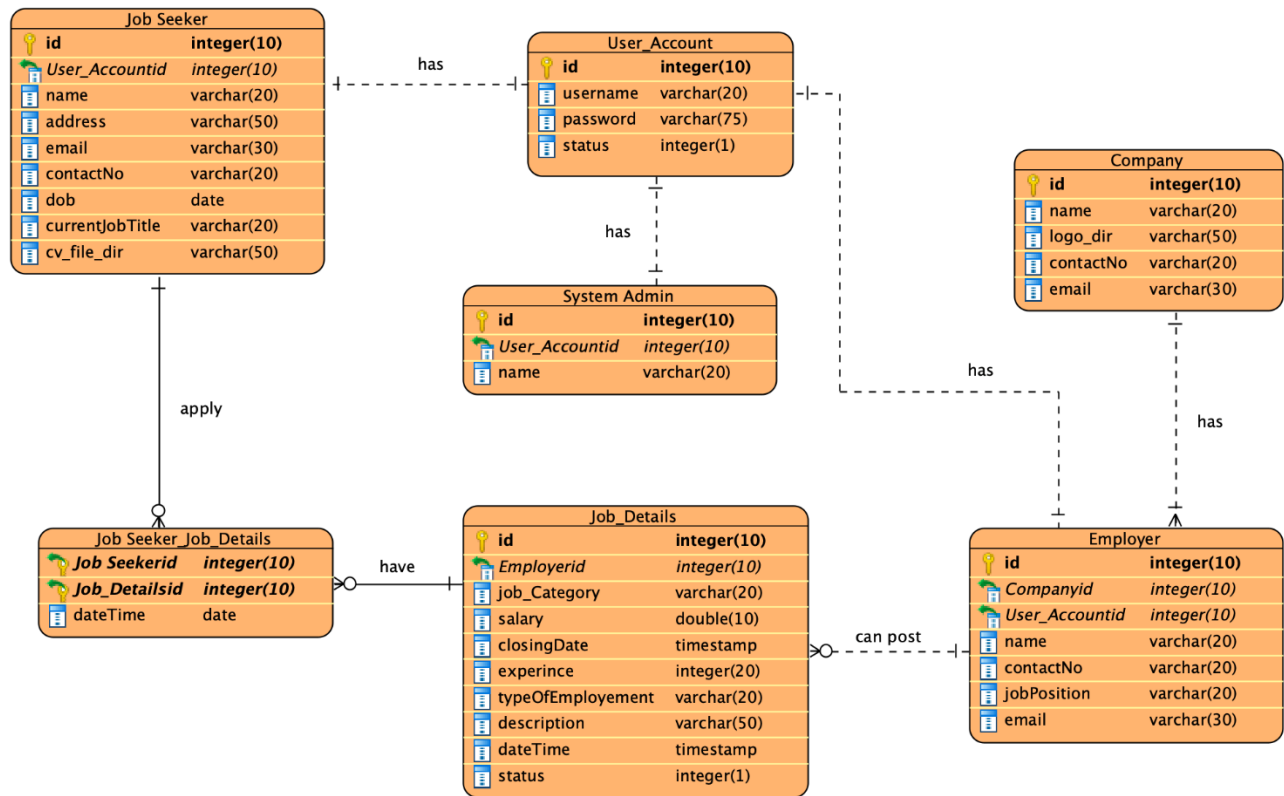 Job Seeker
id integer(10)
User_Accountid integer(10)
name varchar(20)
address varchar(50)
email varchar(30)
contactNo varchar(20)
dob date
currentJobTitle varchar(20)
cv_file_dir varchar(50)
has
User_Account
id integer(10)
username varchar(20)
password varchar(75)
status integer(1)
has
System Admin
id integer(10)
User_Accountid integer(10)
name varchar(20)
Company
id integer(10)
name varchar(20)
logo_dir varchar(50)
contactNo varchar(20)
email varchar(30)
has
has
apply
Job Seeker_Job_Details
Job Seekerid integer(10)
Job_Detailsid integer(10)
dateTime date
have
Job_Details
id integer(10)
Employerid integer(10)
job_Category varchar(20)
salary double(10)
closingDate timestamp
experince integer(20)
typeOfEmployement varchar(20)
description varchar(50)
dateTime timestamp
status integer(1)
can post
Employer
id integer(10)
Companyid integer(10)
User_Accountid integer(10)
name varchar(20)
contactNo varchar(20)
jobPosition varchar(20)
email varchar(30)